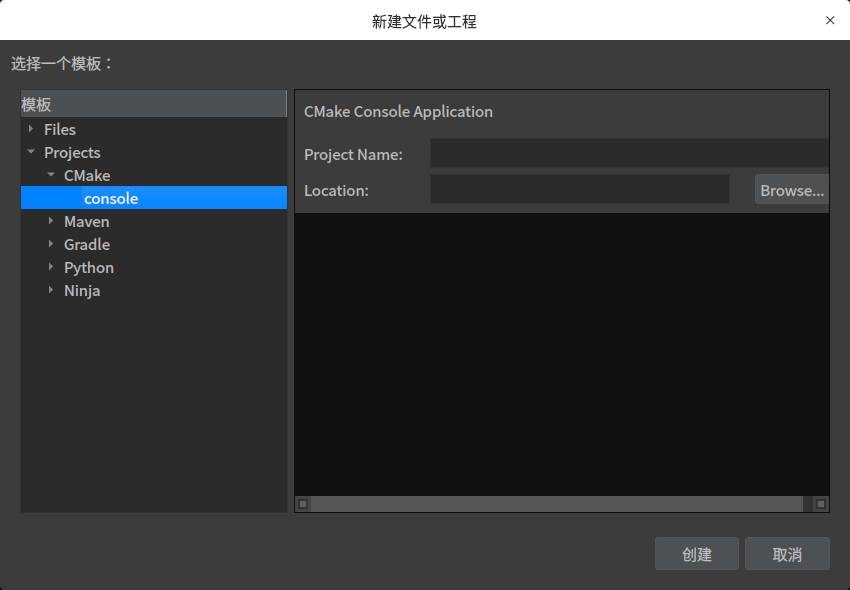 新建文件或工程
选择一个模板：
模板
Files
Projects
CMake
console
Maven
Gradle
Python
Ninja
CMake Console Application
Project Name:
Location:
Browse...
创建
取消